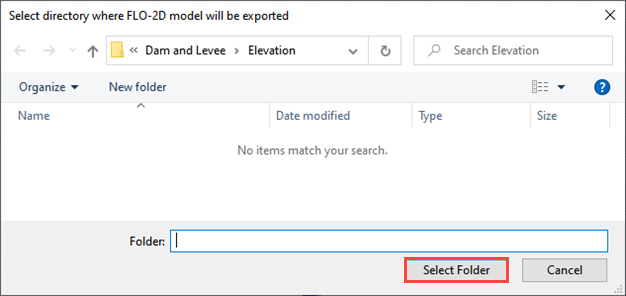 Select directory where FLO-2D model will be exported
« Dam and Levee › Elevation Search Elevation
Organize New folder ?
Name Date modified Type Size
No items match your search.
Folder:
Select Folder Cancel